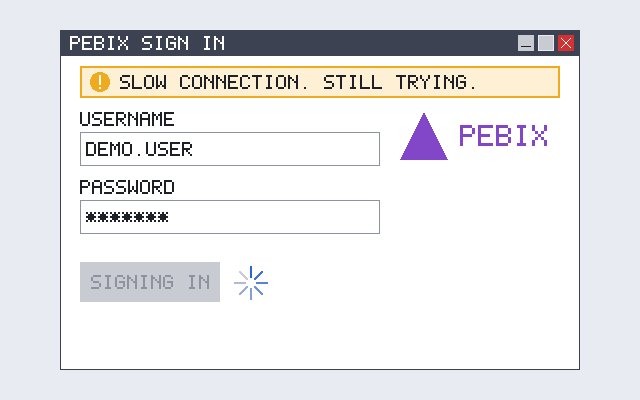 PEBIX SIGN IN
SLOW CONNECTION. STILL TRYING.
USERNAME
DEMO.USER
PEBIX
PASSWORD
*******
SIGNING IN